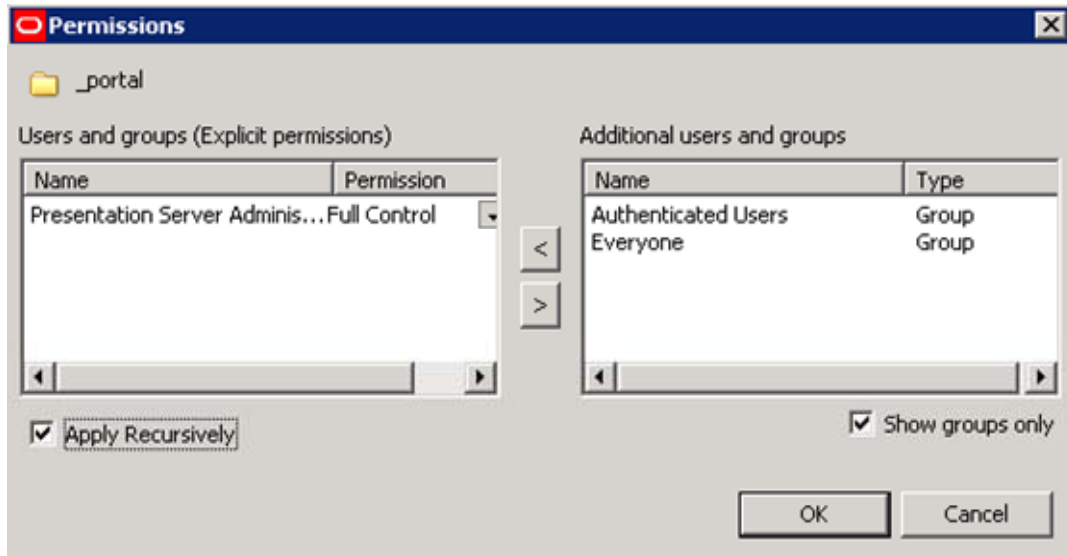 Permissions
_portal
Users and groups (Explicit permissions)
Name Permission
Presentation Server Adminis... Full Control
<
>
Apply Recursively
Additional users and groups
Name Type
Authenticated Users Group
Everyone Group
Show groups only
OK Cancel